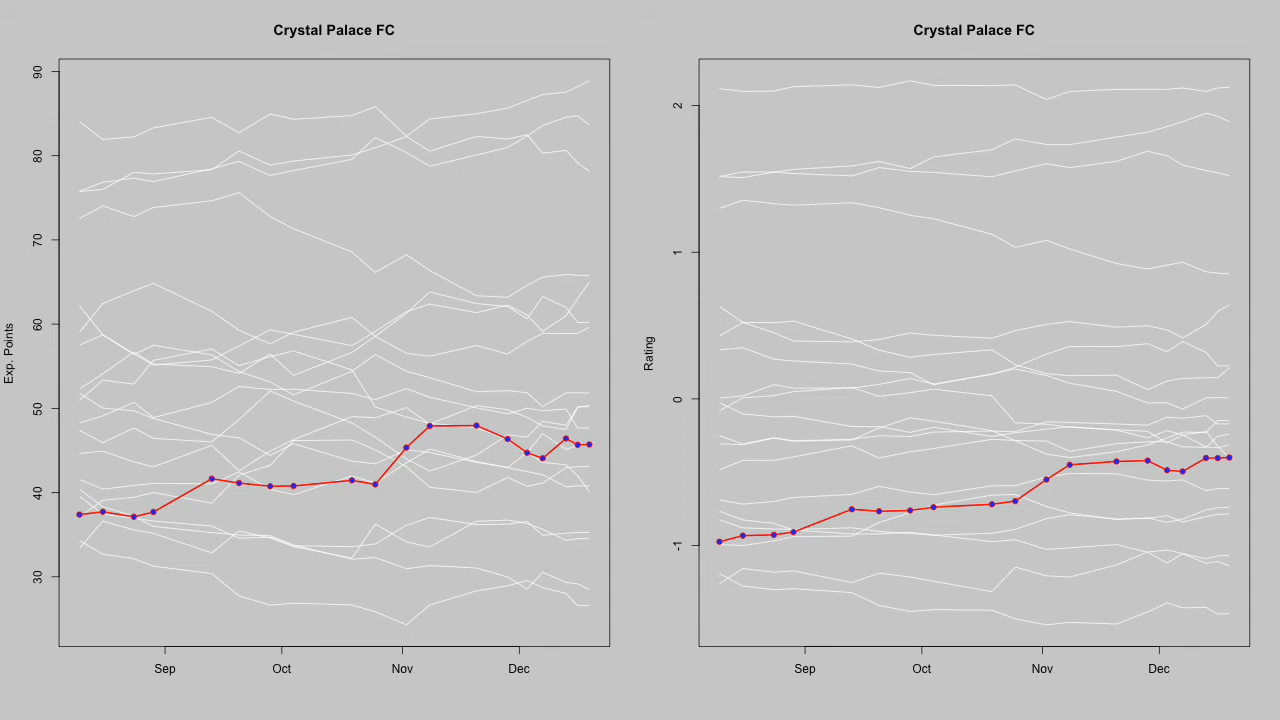 Crystal Palace FC
Exp. Points
90
80
70
60
50
40
30
Sep Oct Nov Dec
Crystal Palace FC
Rating
2
1
0
-1
Sep Oct Nov Dec